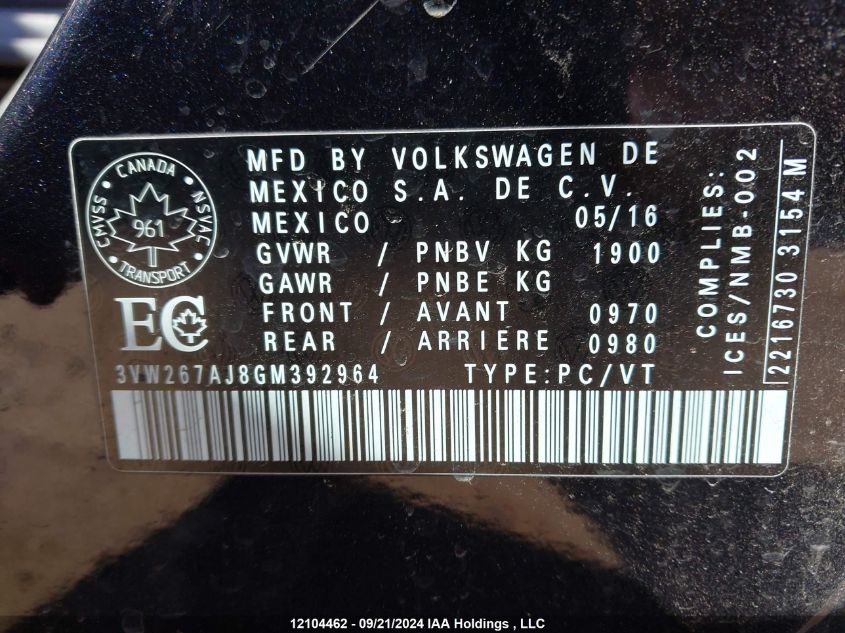 CANADA
CMVSS
961
NSVAC
TRANSPORT
EC
MFD BY VOLKSWAGEN DE
MEXICO S.A. DE C.V.
MEXICO 05/16
GVWR / PNBV KG 1900
GAWR / PNBE KG
FRONT / AVANT 0970
REAR / ARRIÈRE 0980
3VW267AJ8GM392964 TYPE:PC/VT
COMPLIES:
ICES/NMB-002
2216730 3154 M
12104462 - 09/21/2024 IAA Holdings , LLC